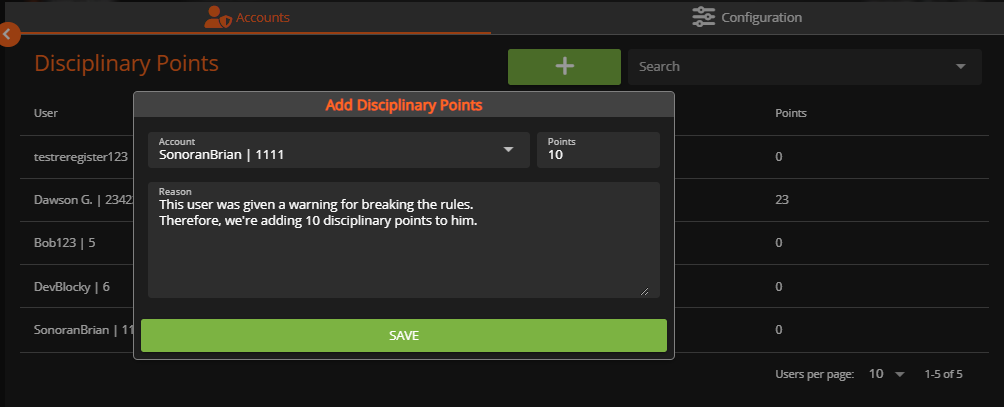 Accounts
Configuration
Disciplinary Points
Search
Add Disciplinary Points
User
Points
Account
SonoranBrian | 1111
Points
10
Reason
This user was given a warning for breaking the rules.
Therefore, we're adding 10 disciplinary points to him.
SAVE
testreregister123
0
Dawson G. | 2342
23
Bob123 | 5
0
DevBlocky | 6
0
SonoranBrian | 11
0
Users per page: 10 1-5 of 5